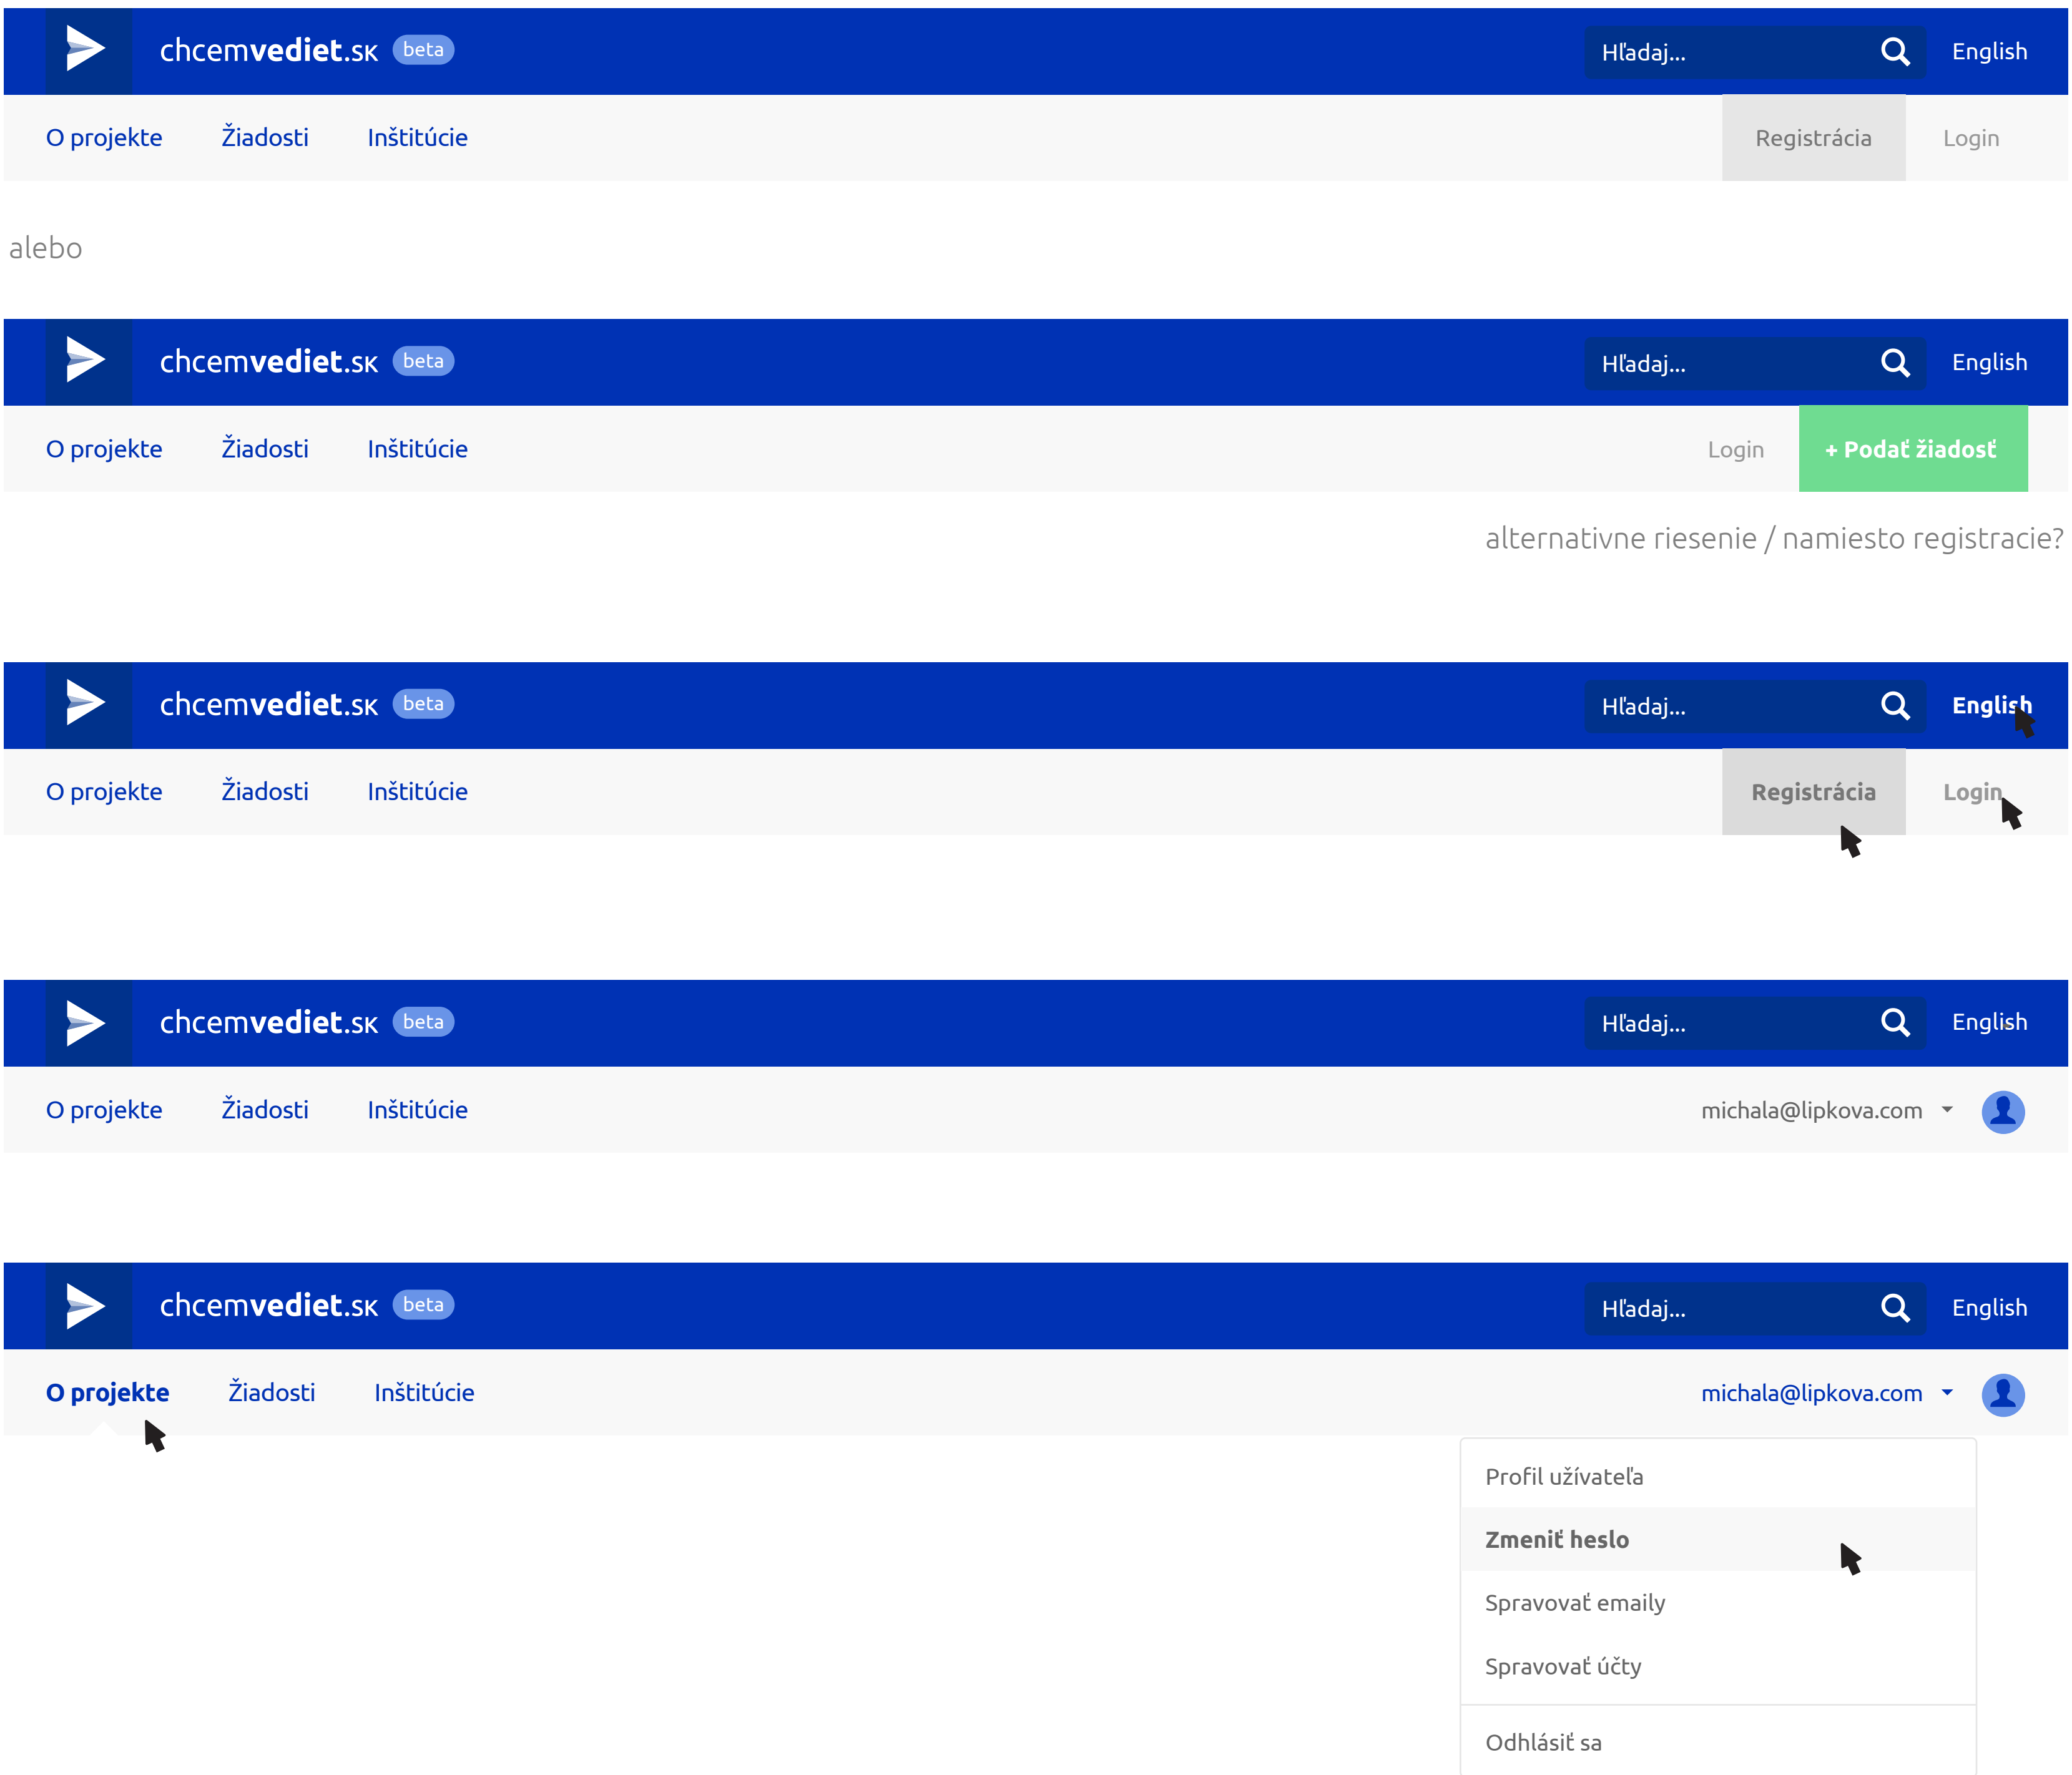 chcemvediet.sk beta Hľadaj... English
O projekte Žiadosti Inštitúcie Registrácia Login
alebo
chcemvediet.sk beta Hľadaj... English
O projekte Žiadosti Inštitúcie Login + Podať žiadosť
alternativne riesenie / namiesto registracie?
chcemvediet.sk beta Hľadaj... English
O projekte Žiadosti Inštitúcie Registrácia Login
chcemvediet.sk beta Hľadaj... English
O projekte Žiadosti Inštitúcie michala@lipkova.com
chcemvediet.sk beta Hľadaj... English
O projekte Žiadosti Inštitúcie michala@lipkova.com
Profil užívateľa
Zmeniť heslo
Spravovať emaily
Spravovať účty
Odhlásiť sa